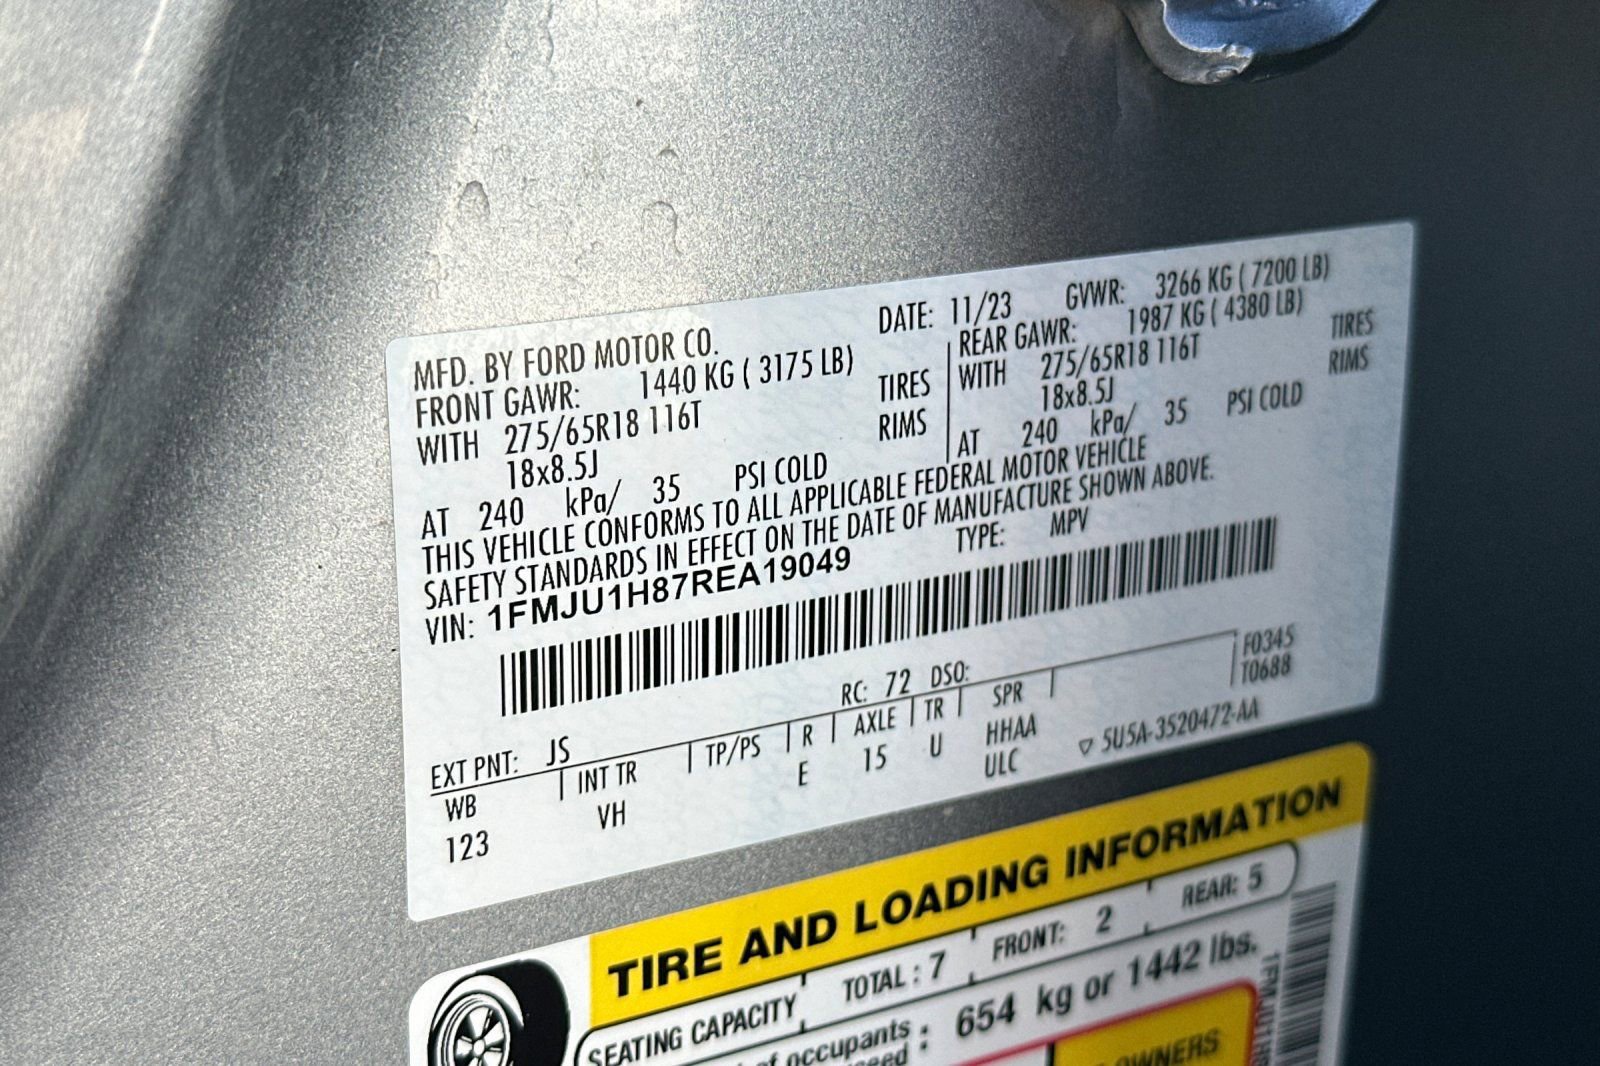 MFD. BY FORD MOTOR CO. DATE: 11/23 GVWR: 3266 KG ( 7200 LB)
FRONT GAWR: 1440 KG ( 3175 LB) REAR GAWR: 1987 KG ( 4380 LB)
WITH 275/65R18 116T TIRES WITH 275/65R18 116T TIRES
18x8.5J RIMS 18x8.5J RIMS
AT 240 kPa/ 35 PSI COLD AT 240 kPa/ 35 PSI COLD
THIS VEHICLE CONFORMS TO ALL APPLICABLE FEDERAL MOTOR VEHICLE
SAFETY STANDARDS IN EFFECT ON THE DATE OF MANUFACTURE SHOWN ABOVE.
VIN: 1FMJU1H87REA19049 TYPE: MPV
F0345
EXT PNT: JS RC: 72 DSO: T0688
WB INT TR TP/PS R AXLE TR SPR
123 VH E 15 U HHAA
ULC 5U5A-3520472-AA
TIRE AND LOADING INFORMATION
SEATING CAPACITY TOTAL : 7 FRONT: 2 REAR: 5
of occupants : 654 kg or 1442 lbs.
OWNERS